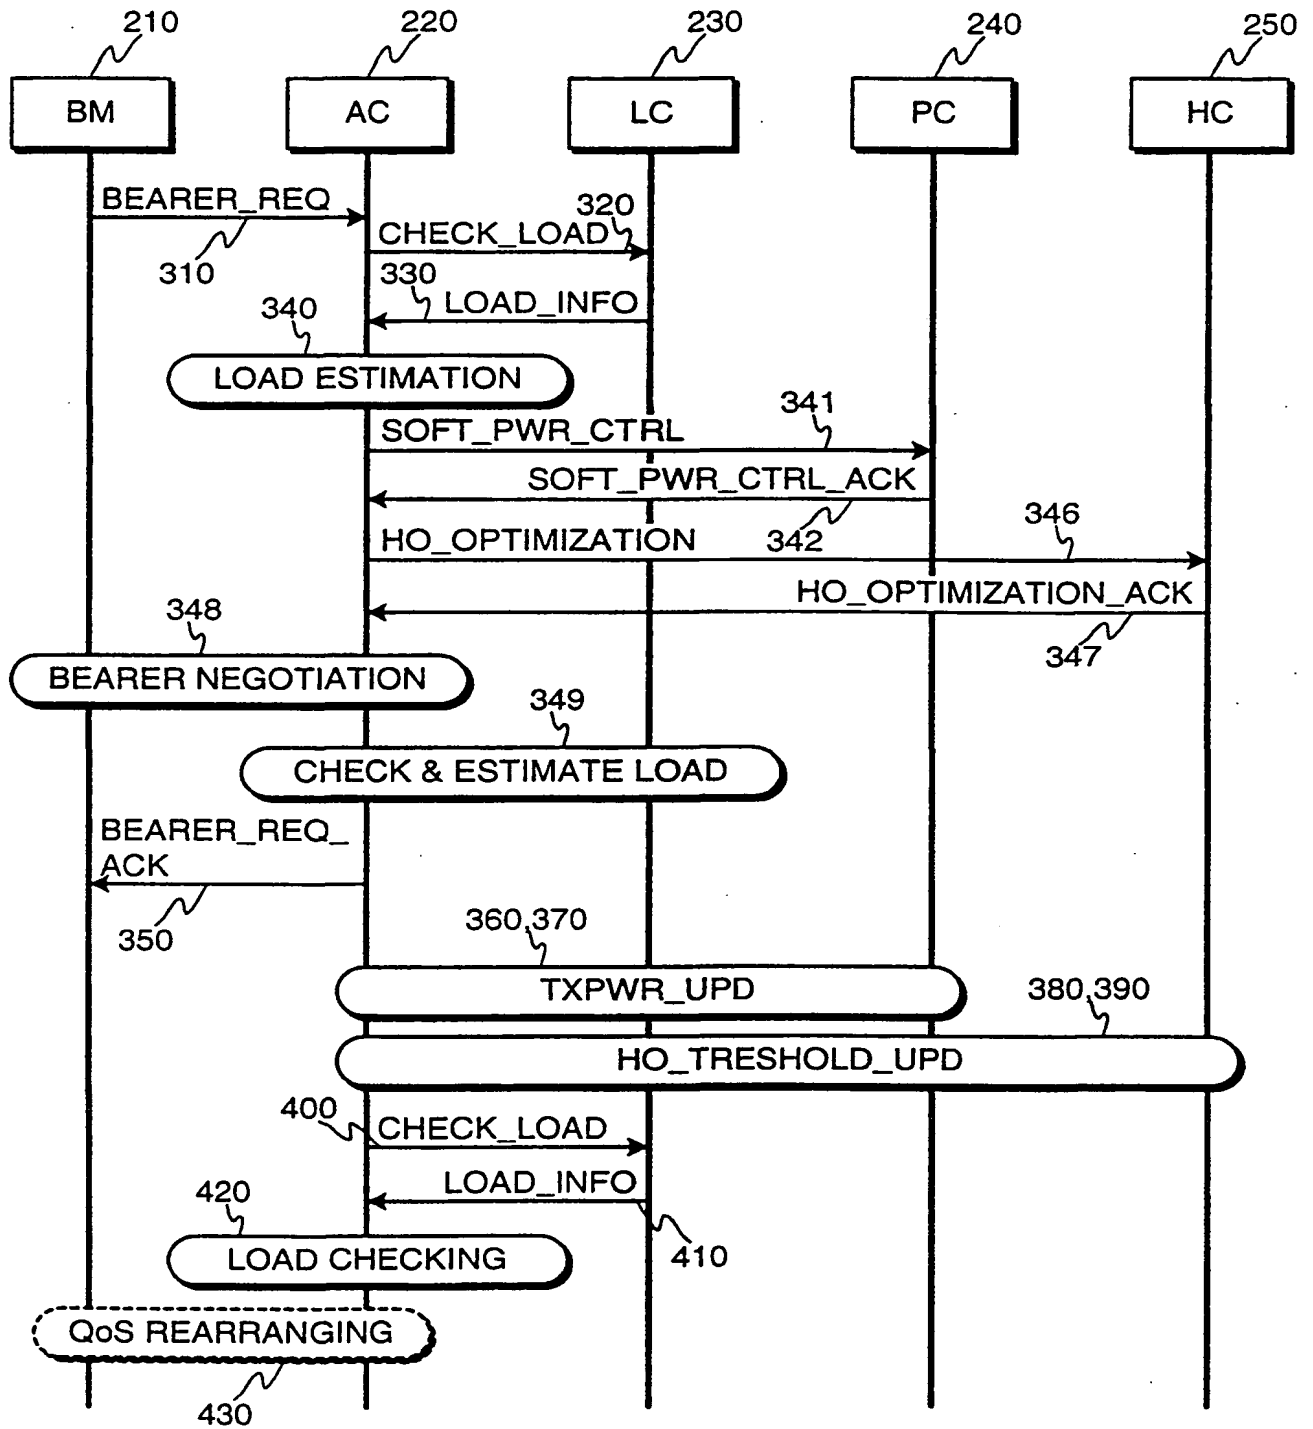 210 220 230 240 250
BM AC LC PC HC
BEARER_REQ
320
CHECK_LOAD
310
330
LOAD_INFO
340
LOAD ESTIMATION
341
SOFT_PWR_CTRL
SOFT_PWR_CTRL_ACK
346
HO_OPTIMIZATION
342
HO_OPTIMIZATION_ACK
348
347
BEARER NEGOTIATION
349
CHECK & ESTIMATE LOAD
BEARER_REQ_
ACK
350
360,370
TXPWR_UPD
380,390
HO_TRESHOLD_UPD
400
CHECK_LOAD
LOAD_INFO
420
410
LOAD CHECKING
QoS REARRANGING
430